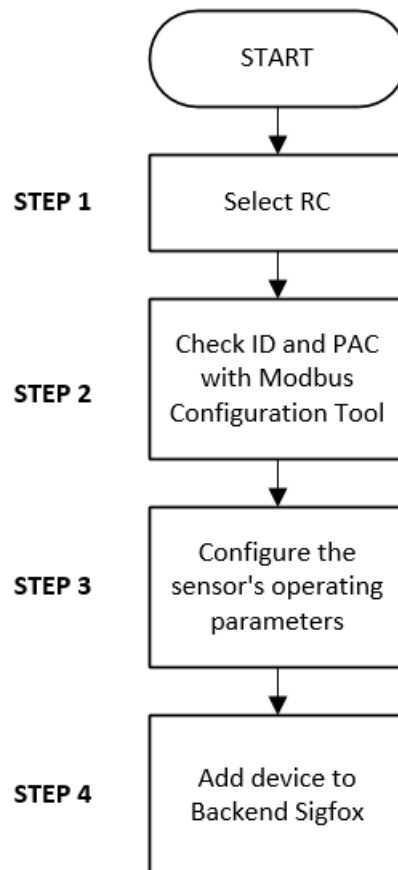 START
STEP 1
Select RC
STEP 2
Check ID and PAC
with Modbus
Configuration Tool
STEP 3
Configure the
sensor's operating
parameters
STEP 4
Add device to
Backend Sigfox